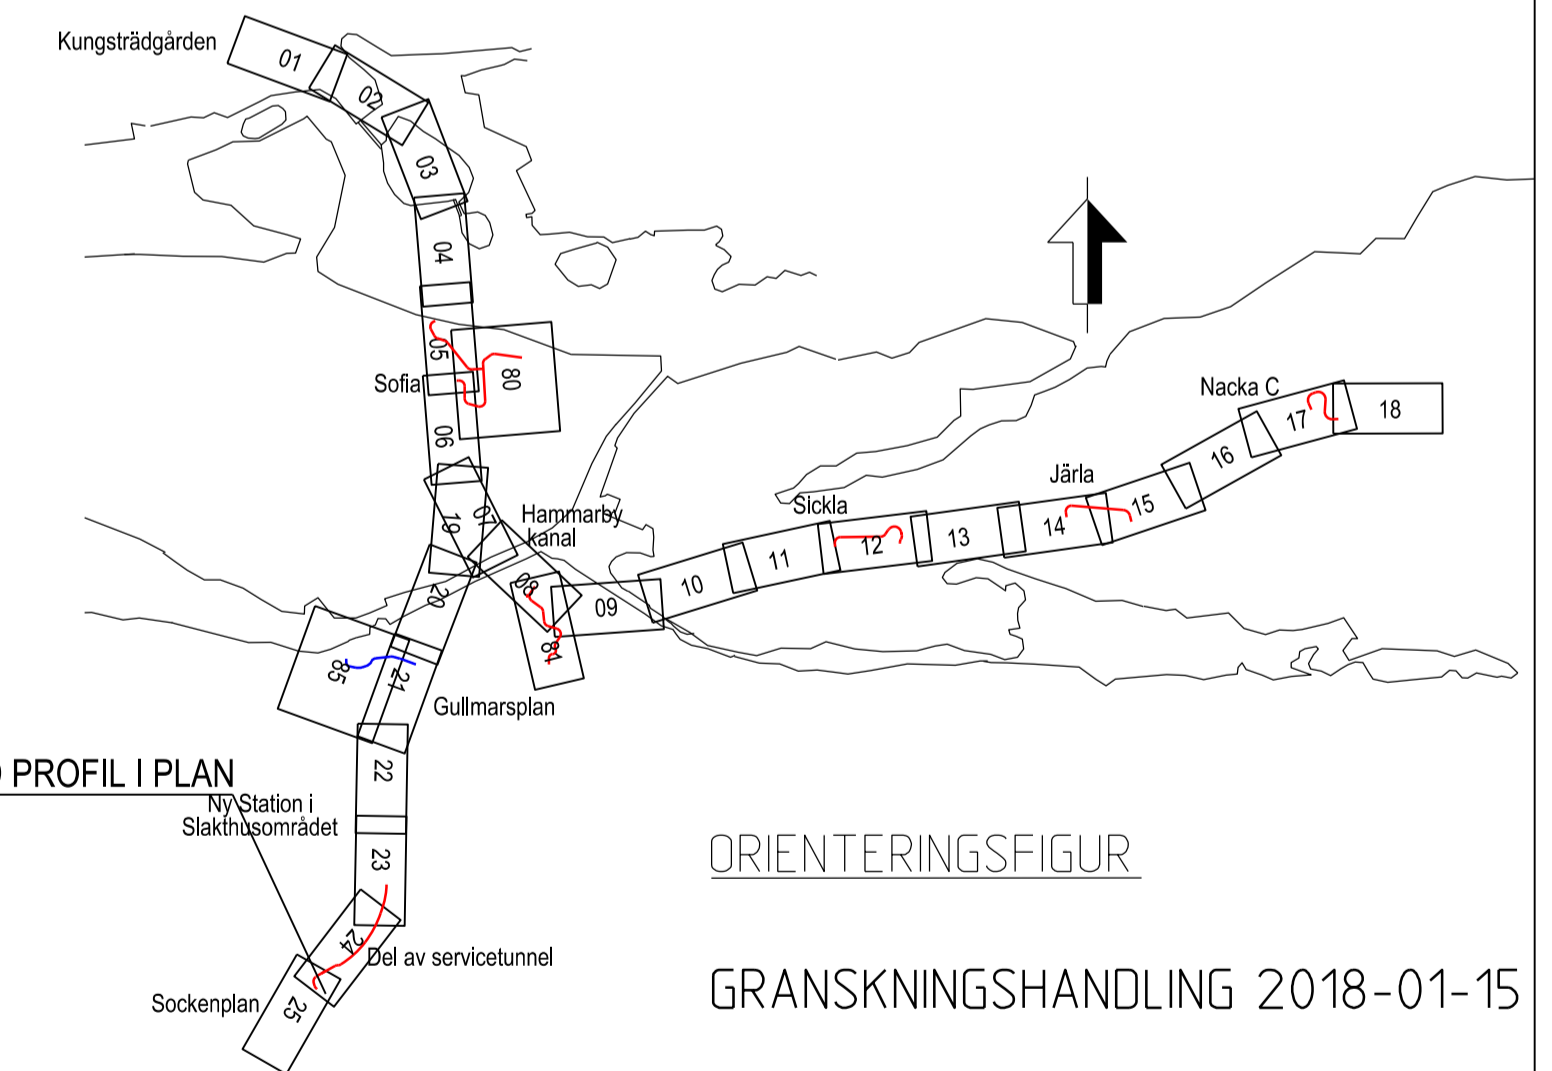 Kungsträdgården
01
02
03
04
05
80
Sofia
06
19
07
Hammarby
kanal
08
09
81
10
11
Sickla
12
13
14
Järla
15
16
Nacka C
17
18
20
85
21
Gullmarsplan
PROFIL I PLAN
22
Ny Station i
Slakthusområdet
23
24
Del av servicetunnel
Sockenplan
25
ORIENTERINGSFIGUR
GRANSKNINGSHANDLING 2018-01-15